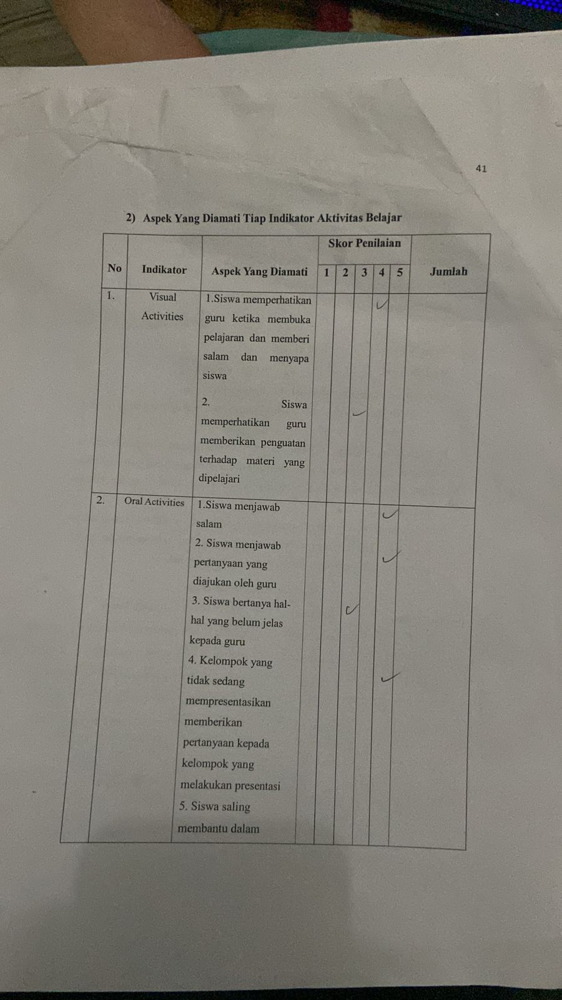 41
2) Aspek Yang Diamati Tiap Indikator Aktivitas Belajar
No Indikator Aspek Yang Diamati Skor Penilaian Jumlah
1 2 3 4 5
1. Visual Activities
1.Siswa memperhatikan
guru ketika membuka
pelajaran dan memberi
salam dan menyapa
siswa
2. Siswa
memperhatikan guru
memberikan penguatan
terhadap materi yang
dipelajari
2. Oral Activities
1.Siswa menjawab
salam
2. Siswa menjawab
pertanyaan yang
diajukan oleh guru
3. Siswa bertanya hal-
hal yang belum jelas
kepada guru
4. Kelompok yang
tidak sedang
mempresentasikan
memberikan
pertanyaan kepada
kelompok yang
melakukan presentasi
5. Siswa saling
membantu dalam